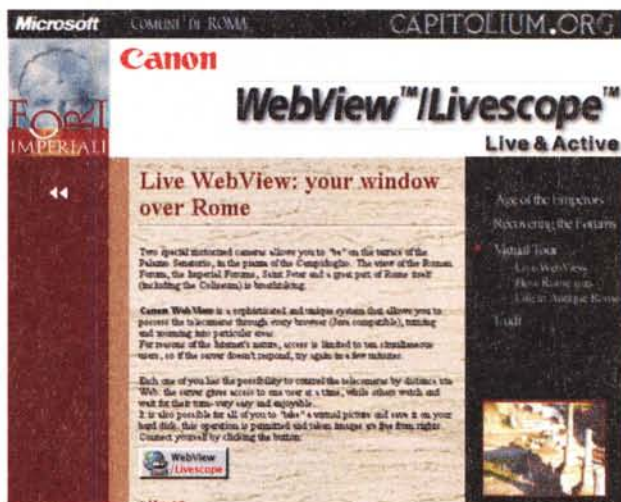 Microsoft COMUNE DI ROMA CAPITOLIUM.ORG
FORI
IMPERIALI
Canon
WebView™/Livescope™
Live & Active
Live WebView: your window
over Rome
Two special motorized cameras allows you to "be" on the terrace of the
Palazzo Senatorio, in the piazza of the Campidoglio. The view of the Roman
Forum, the Imperial Forums, Saint Peter and a great part of Rome itself
(including the Coliseum) is breathtaking.
Canon WebView is a sophisticated and unique system that allows you to
the telecamera through every browser (Java compatible), turning
and zooming into particular areas.
For reasons of the Internet's nature, access is limited to ten simultaneous
users, so if the server doesn't respond, try again in a few minutes.
Each one of you has the possibility to control the telecameras by distance via
Web: the server gives access to one user at a time, while others watch and
wait for their turn-very easy and enjoyable...
It is also possible for all of you to "take" a virtual picture and save it on your
hard disk, this operation is permitted and taken images are free from rights.
Connect yourself by clicking the button:
WebView
/Livescope
Age of the Emperors
Recovering the Forums
Virtual Tour
Live WebView
How Rome was
Life in Antique Rome